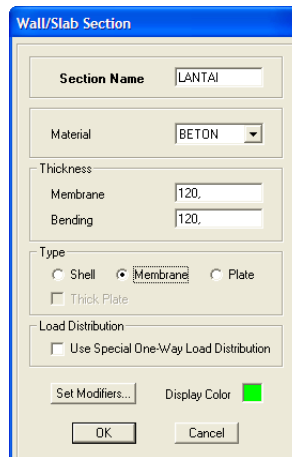 Wall/Slab Section
Section Name LANTAI
Material BETON
Thickness
Membrane 120,
Bending 120,
Type
Shell Membrane Plate
Thick Plate
Load Distribution
Use Special One-Way Load Distribution
Set Modifiers... Display Color
OK Cancel